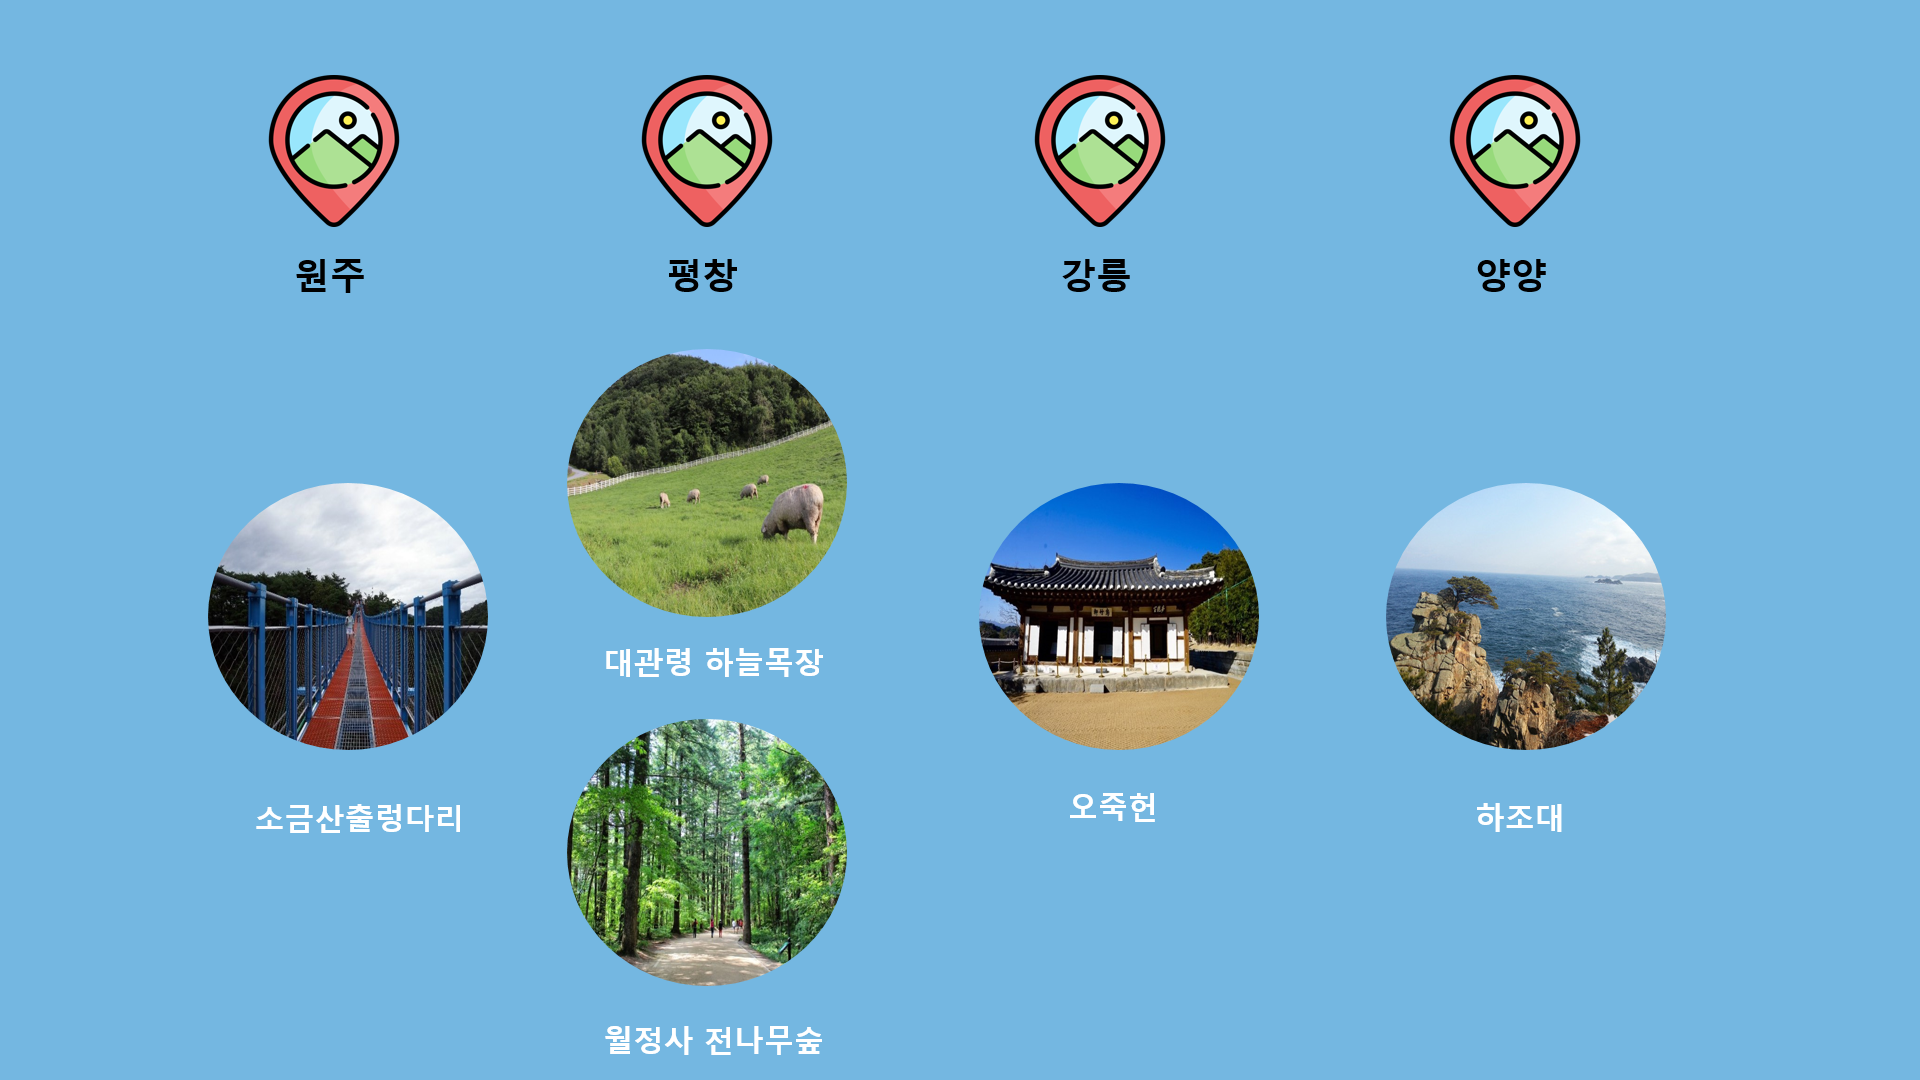 원주
평창
강릉
양양
대관령 하늘목장
소금산출렁다리
오죽헌
하조대
월정사 전나무숲